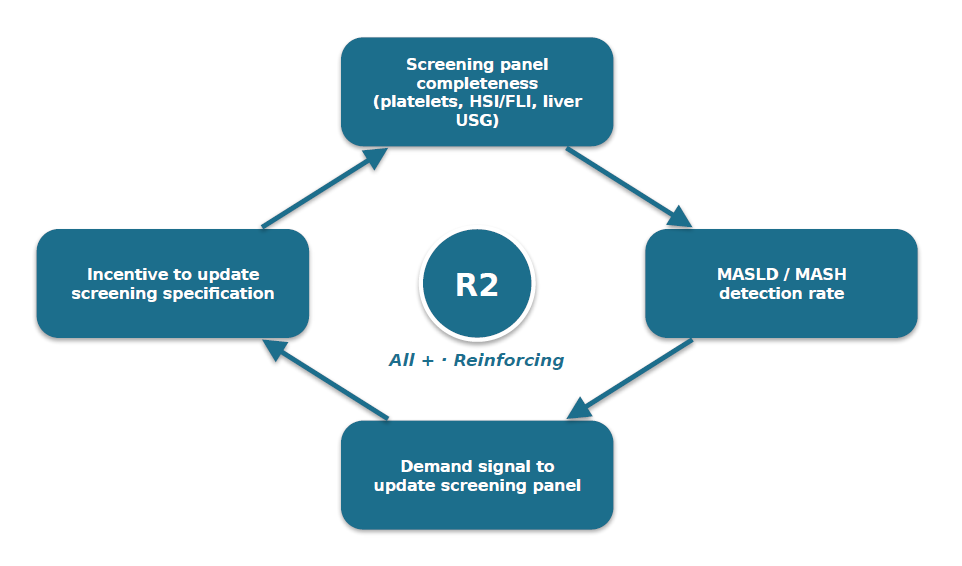 Screening panel
completeness
(platelets, HSI/FLI, liver
USG)
Incentive to update
screening specification
R2
MASLD / MASH
detection rate
All + · Reinforcing
Demand signal to
update screening panel